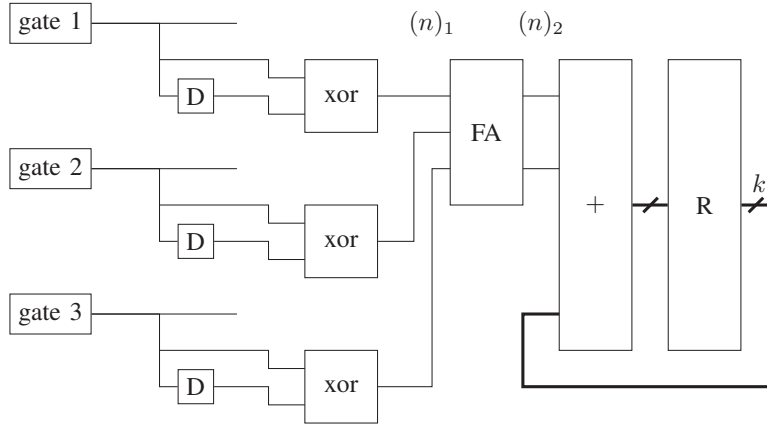 gate 1
(n)₁
(n)₂
D
xor
FA
gate 2
D
xor
+
R
k
gate 3
D
xor